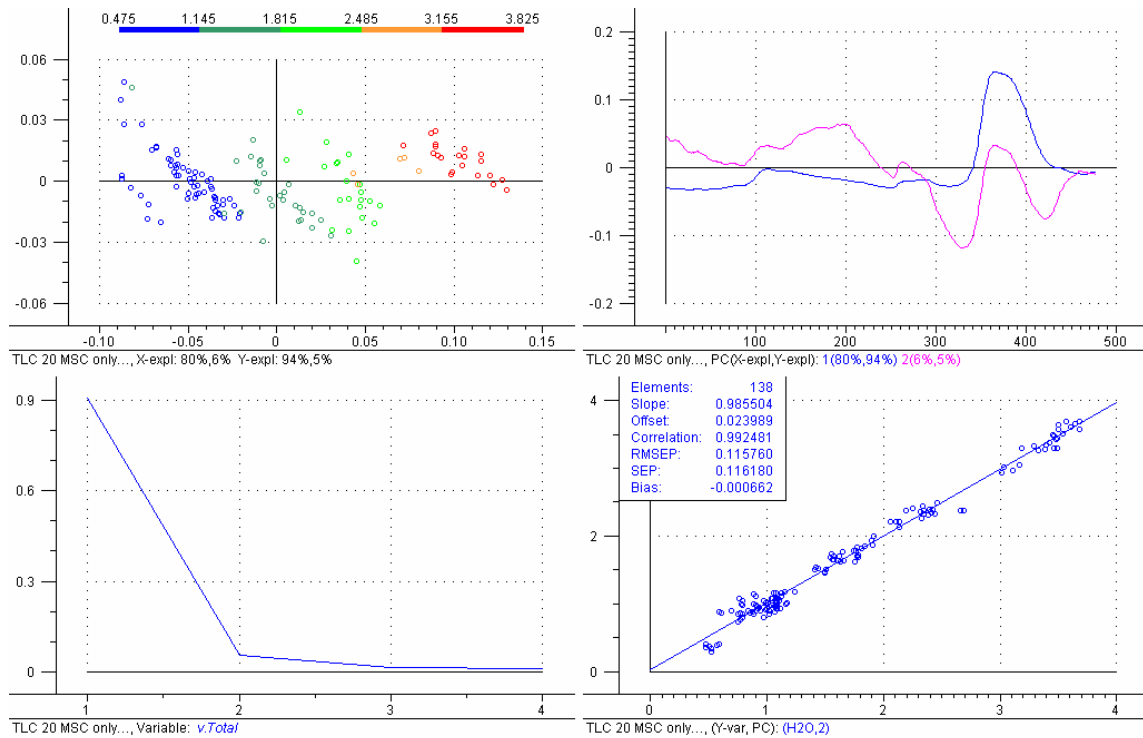 0.475 1.145 1.815 2.485 3.155 3.825
0.06
0.03
0
-0.03
-0.06
-0.10 -0.05 0 0.05 0.10 0.15
TLC 20 MSC only..., X-expl: 80%,6% Y-expl: 94%,5%
0.2
0.1
0
-0.1
-0.2
0 100 200 300 400 500
TLC 20 MSC only..., PC(X-expl,Y-expl): 1(80%,94%) 2(6%,5%)
0.9
0.6
0.3
0
1 2 3 4
TLC 20 MSC only..., Variable: v.Total
Elements: 138
Slope: 0.985504
Offset: 0.023989
Correlation: 0.992481
RMSEP: 0.115760
SEP: 0.116180
Bias: -0.000662
4
2
0
0 1 2 3 4
TLC 20 MSC only..., (Y-var, PC): (H2O,2)